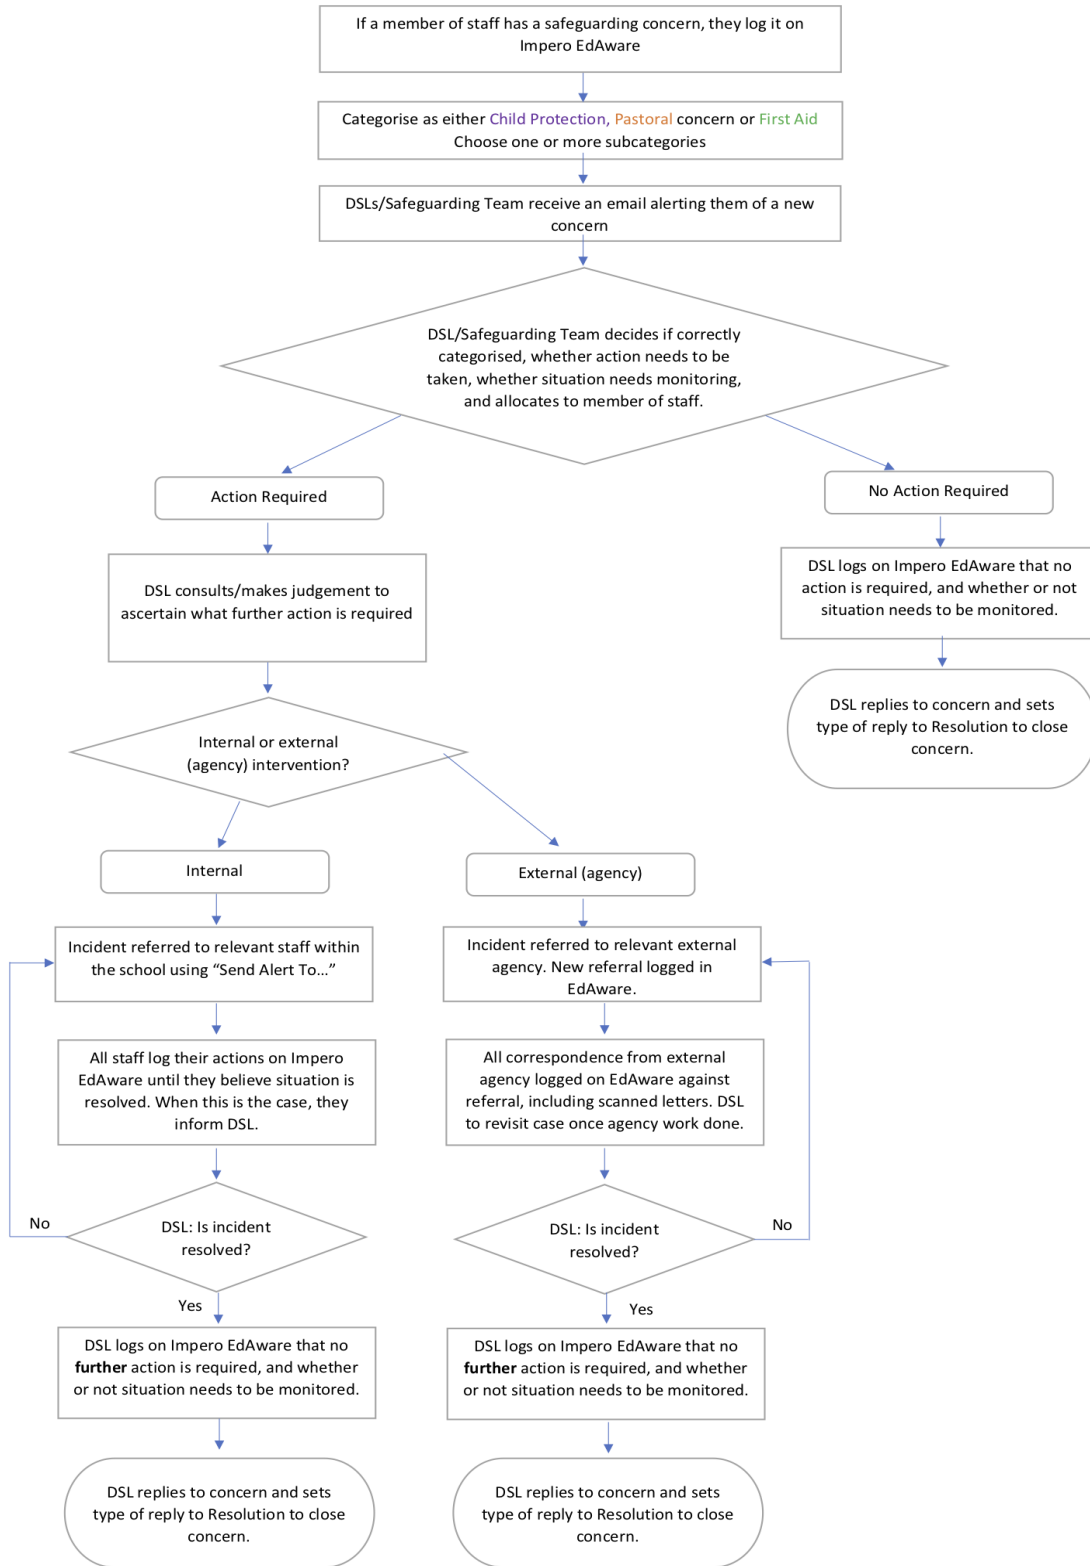 If a member of staff has a safeguarding concern, they log it on
Impero EdAware
Categorise as either Child Protection, Pastoral concern or First Aid
Choose one or more subcategories
DSLs/Safeguarding Team receive an email alerting them of a new
concern
DSL/Safeguarding Team decides if correctly
categorised, whether action needs to be
taken, whether situation needs monitoring,
and allocates to member of staff.
Action Required
No Action Required
DSL consults/makes judgement to
ascertain what further action is required
DSL logs on Impero EdAware that no
action is required, and whether or not
situation needs to be monitored.
DSL replies to concern and sets
type of reply to Resolution to close
concern.
Internal or external
(agency) intervention?
Internal
External (agency)
Incident referred to relevant staff within
the school using “Send Alert To…”
Incident referred to relevant external
agency. New referral logged in
EdAware.
All staff log their actions on Impero
EdAware until they believe situation is
resolved. When this is the case, they
inform DSL.
All correspondence from external
agency logged on EdAware against
referral, including scanned letters. DSL
to revisit case once agency work done.
No
DSL: Is incident
resolved?
DSL: Is incident
resolved?
No
Yes
Yes
DSL logs on Impero EdAware that no
further action is required, and whether
or not situation needs to be monitored.
DSL logs on Impero EdAware that no
further action is required, and whether
or not situation needs to be monitored.
DSL replies to concern and sets
type of reply to Resolution to close
concern.
DSL replies to concern and sets
type of reply to Resolution to close
concern.